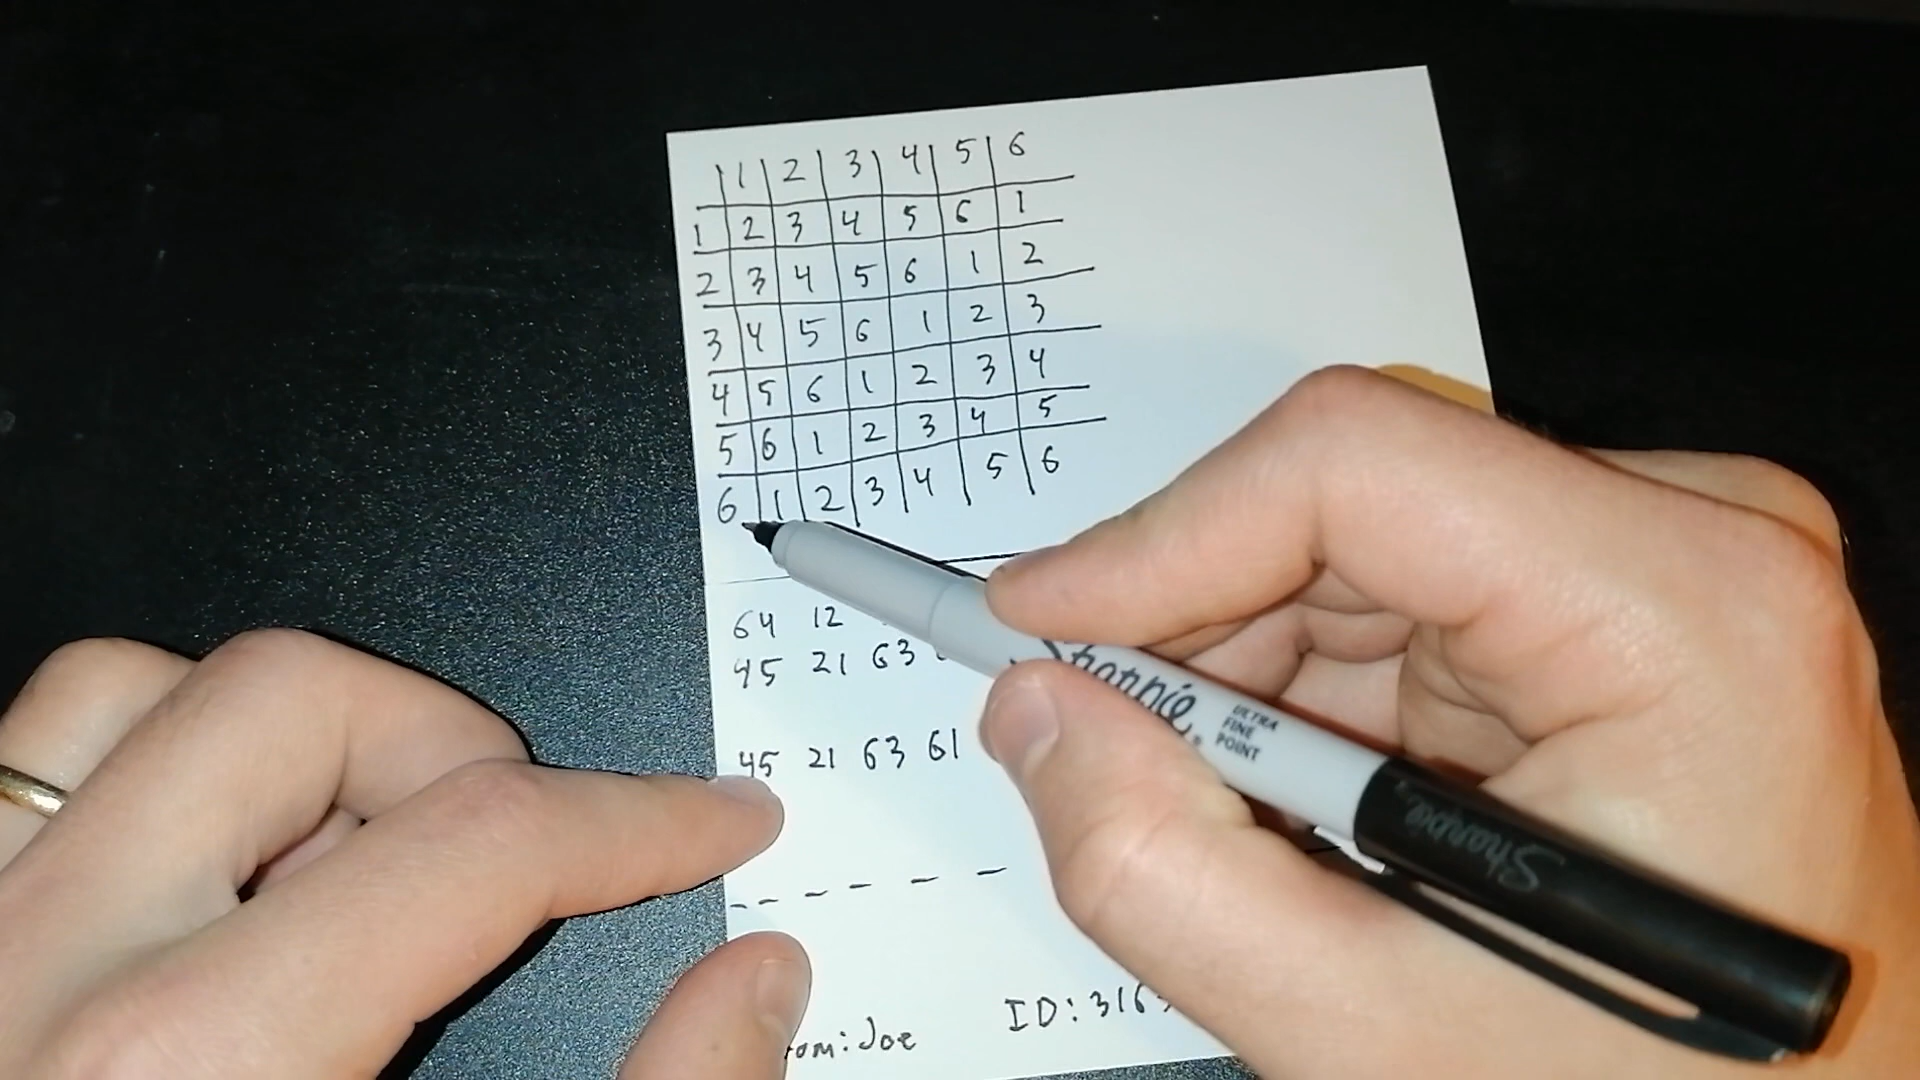 1 2 3 4 5 6
1 2 3 4 5 6 1
2 3 4 5 6 1 2
3 4 5 6 1 2 3
4 5 6 1 2 3 4
5 6 1 2 3 4 5
6 1 2 3 4 5 6
64 12
45 21 63
45 21 63 61
om: Joe
ID: 316
Sharpie
ULTRA
FINE
POINT
Sharpie